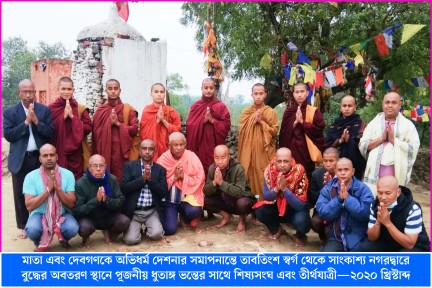 মাতা এবং দেবগণকে অভিধর্ম দেশনার সমাপনান্তে তাবতিংশ স্বর্গ থেকে সাংকাশ্য নগরদ্বারে
বুদ্ধের অবতরণ স্থানে পূজনীয় ধুতাঙ্গ ভন্তের সাথে শিষ্যসংঘ এবং তীর্থযাত্রী—২০২০ খ্রিস্টাব্দ